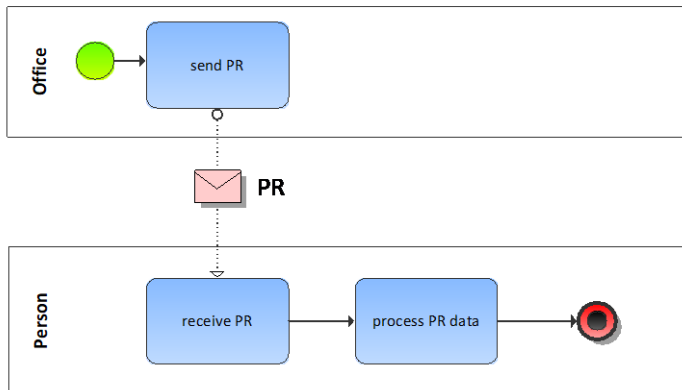 Office
send PR
PR
Person
receive PR
process PR data